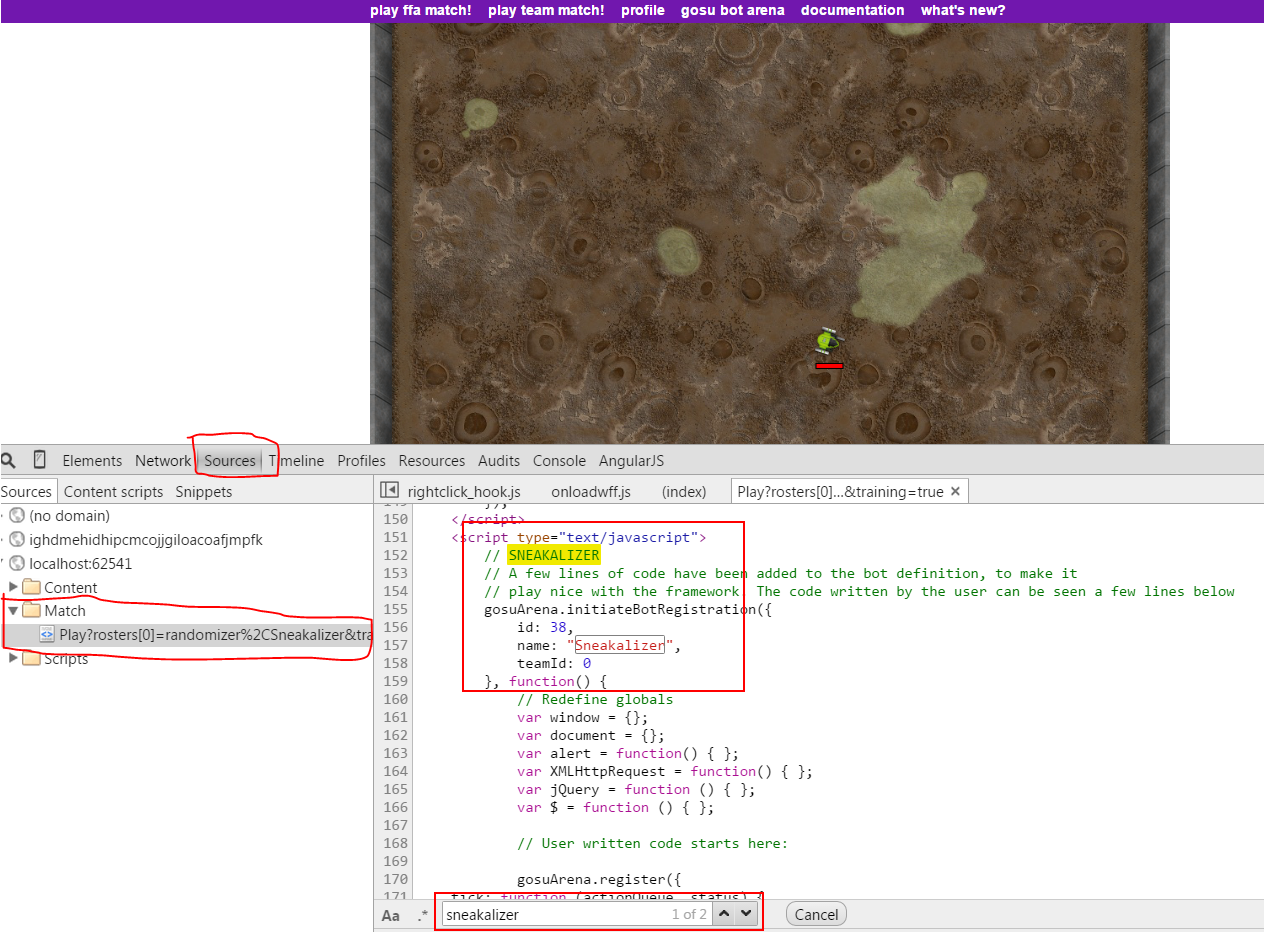 play ffa match! play team match! profile gosu bot arena documentation what's new?
Elements Network Sources Timeline Profiles Resources Audits Console AngularJS
Sources Content scripts Snippets
rightclick_hook.js onloadwff.js (index) Play?rosters[0]...&training=true ×
(no domain)
ighdmehidhipcmcojjgiloacoafjmpfk
localhost:62541
Content
Match
Play?rosters[0]=randomizer%2CSneakalizer&tra
Scripts
149 });
150 </script>
151 <script type="text/javascript">
152 // SNEAKALIZER
153 // A few lines of code have been added to the bot definition, to make it
154 // play nice with the framework. The code written by the user can be seen a few lines below
155 gosuArena.initiateBotRegistration({
156 id: 38,
157 name: "Sneakalizer",
158 teamId: 0
159 }, function() {
160 // Redefine globals
161 var window = {};
162 var document = {};
163 var alert = function() { };
164 var XMLHttpRequest = function() { };
165 var jQuery = function () { };
166 var $ = function () { };
167
168 // User written code starts here:
169
170 gosuArena.register({
171 tick: function (actionQueue, status) {
Aa .* sneakalizer 1 of 2 Cancel